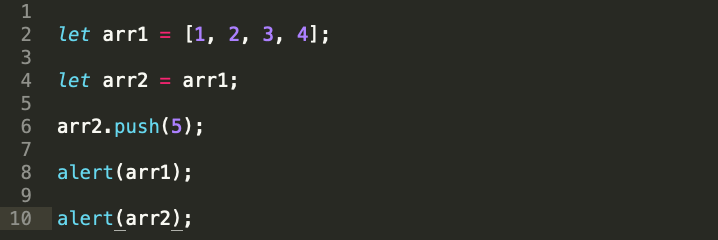 1
2 let arr1 = [1, 2, 3, 4];
3
4 let arr2 = arr1;
5
6 arr2.push(5);
7
8 alert(arr1);
9
10 alert(arr2);